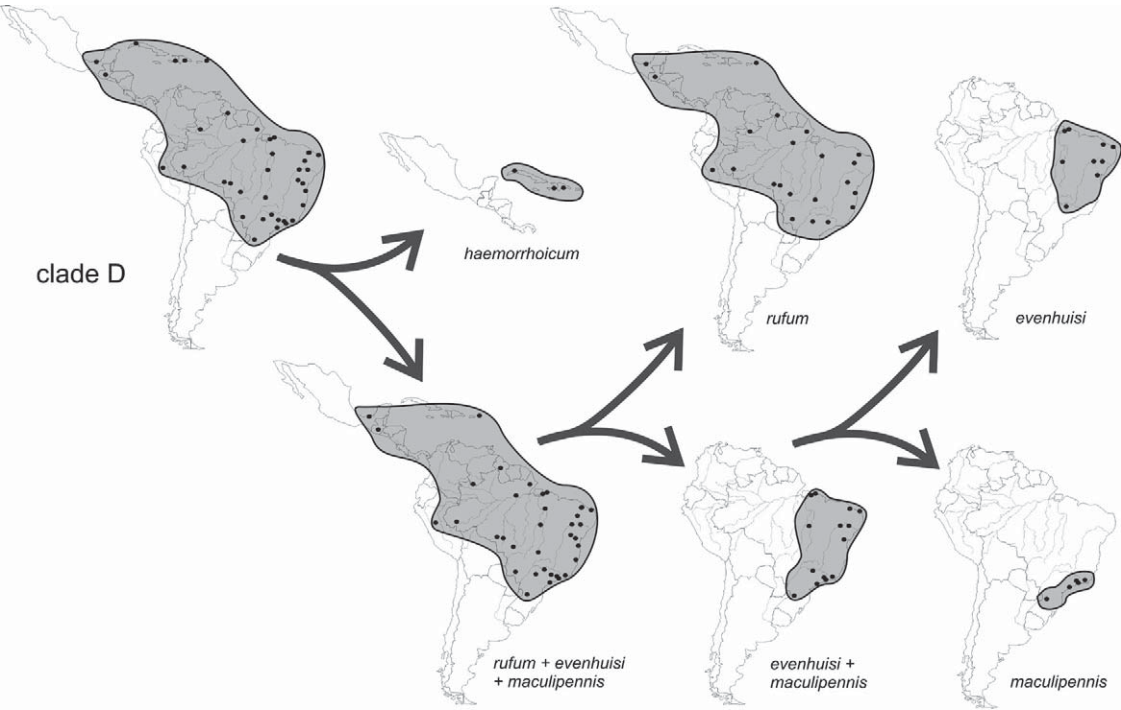 clade D
haemorrhoicum
rufum
evenhuisi
rufum + evenhuisi
+ maculipennis
evenhuisi +
maculipennis
maculipennis